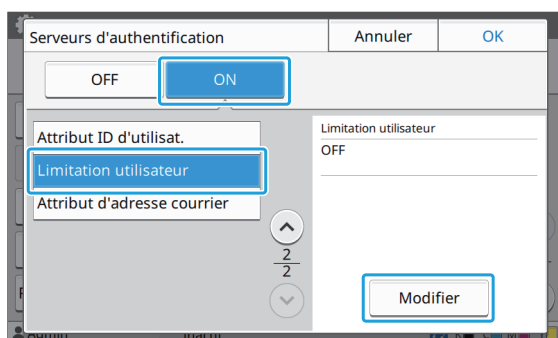 Serveurs d'authentification
Annuler
OK
OFF
ON
Attribut ID d'utilisat.
Limitation utilisateur
Attribut d'adresse courrier
2
2
Limitation utilisateur
OFF
Modifier